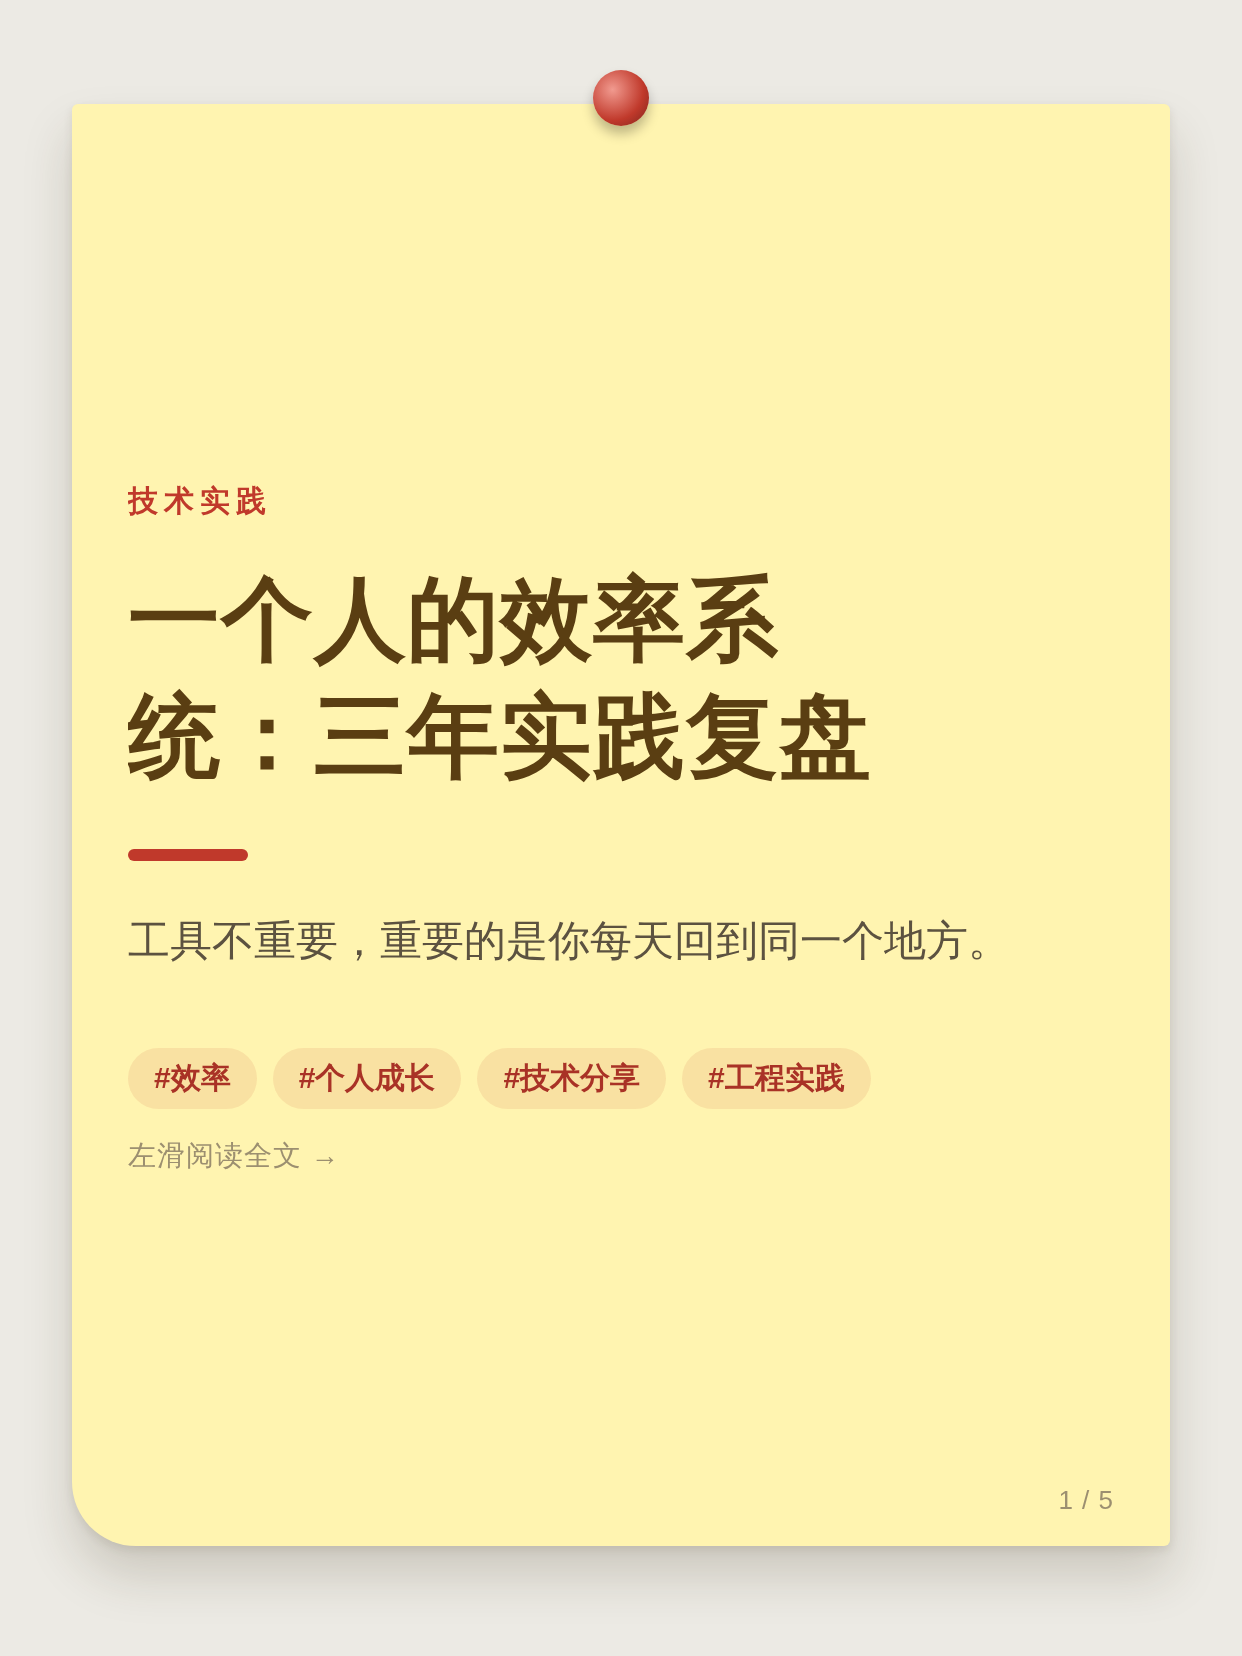 技术实践
一个人的效率系
统：三年实践复盘
工具不重要，重要的是你每天回到同一个地方。
#效率 #个人成长 #技术分享 #工程实践
左滑阅读全文 →
1 / 5